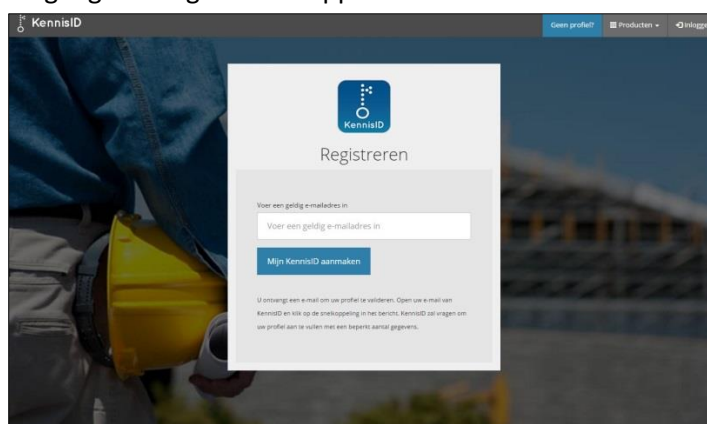 KennisID
Geen profiel?
Producten
KennisID
Registreren
Voer een geldig e-mailadres in
Voer een geldig e-mailadres in
Mijn KennisID aanmaken
U ontvangt een e-mail om uw profiel te valideren. Open uw e-mail van
KennisID en klik op de snelkoppeling in het bericht. KennisID zal vragen om
uw profiel aan te vullen met een beperkt aantal gegevens.